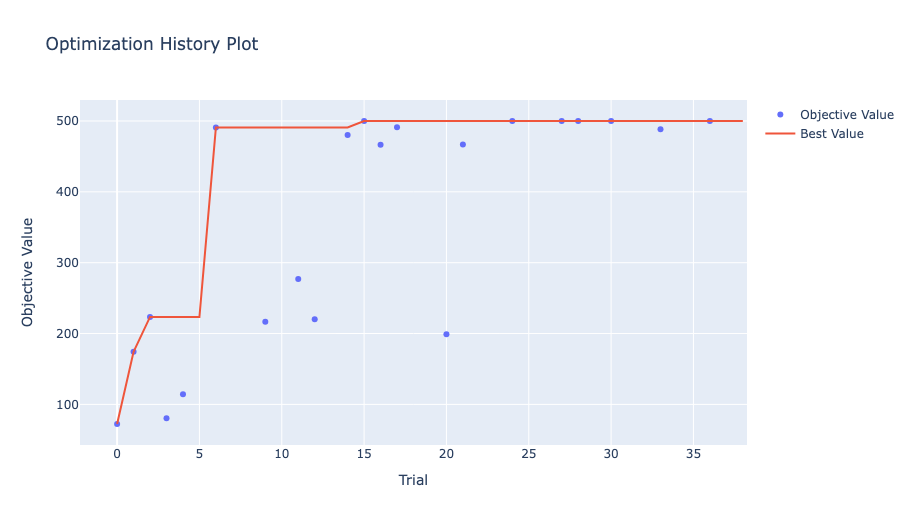 Optimization History Plot
Objective Value
Best Value
500
400
300
200
100
Objective Value
0 5 10 15 20 25 30 35
Trial